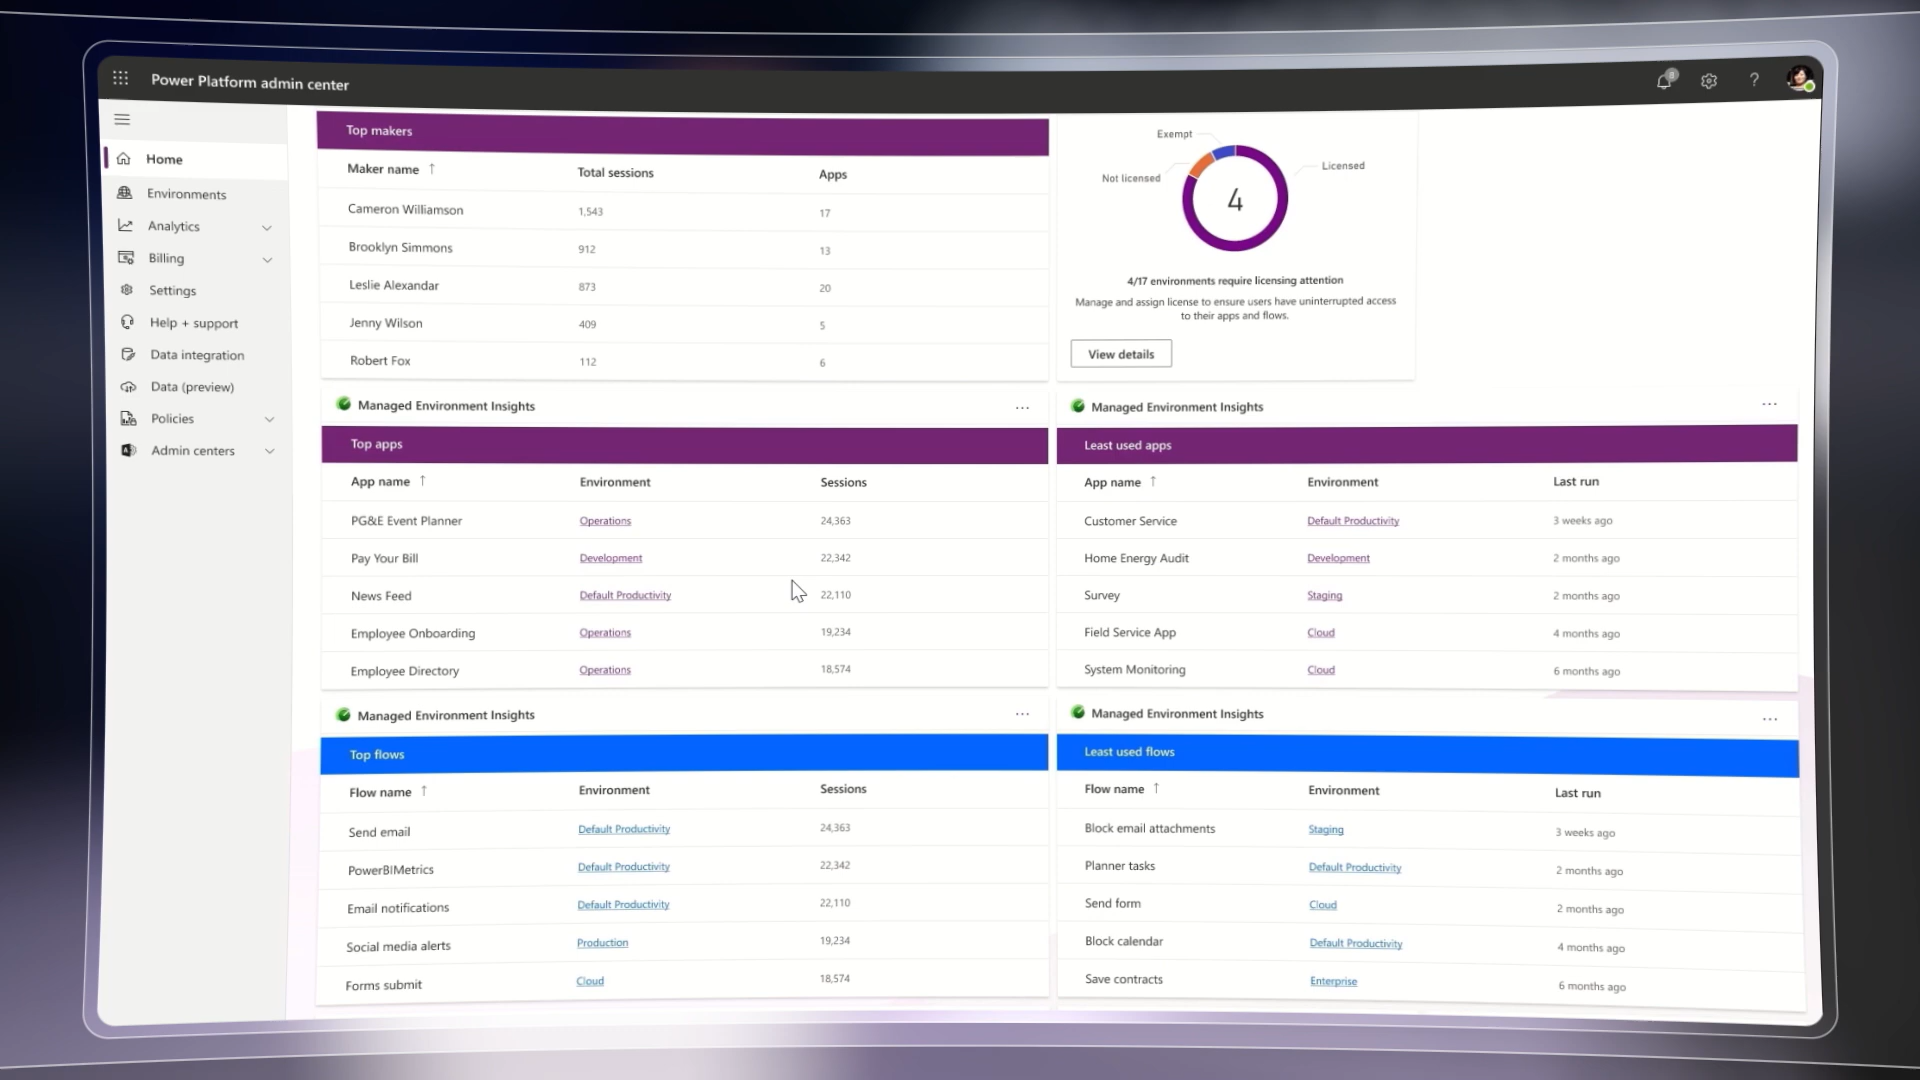 Power Platform admin center
8
?
Home
Environments
Analytics
Billing
Settings
Help + support
Data integration
Data (preview)
Policies
Admin centers
Top makers
Maker name ↑ Total sessions Apps
Cameron Williamson 1,543 17
Brooklyn Simmons 912 13
Leslie Alexandar 873 20
Jenny Wilson 409 5
Robert Fox 112 6
Exempt
Not licensed
Licensed
4
4/17 environments require licensing attention
Manage and assign license to ensure users have uninterrupted access
to their apps and flows.
View details
Managed Environment Insights ...
Top apps
App name ↑ Environment Sessions
PG&E Event Planner Operations 24,363
Pay Your Bill Development 22,342
News Feed Default Productivity 22,110
Employee Onboarding Operations 19,234
Employee Directory Operations 18,574
Managed Environment Insights ...
Least used apps
App name ↑ Environment Last run
Customer Service Default Productivity 3 weeks ago
Home Energy Audit Development 2 months ago
Survey Staging 2 months ago
Field Service App Cloud 4 months ago
System Monitoring Cloud 6 months ago
Managed Environment Insights ...
Top flows
Flow name ↑ Environment Sessions
Send email Default Productivity 24,363
PowerBIMetrics Default Productivity 22,342
Email notifications Default Productivity 22,110
Social media alerts Production 19,234
Forms submit Cloud 18,574
Managed Environment Insights ...
Least used flows
Flow name ↑ Environment Last run
Block email attachments Staging 3 weeks ago
Planner tasks Default Productivity 2 months ago
Send form Cloud 2 months ago
Block calendar Default Productivity 4 months ago
Save contracts Enterprise 6 months ago